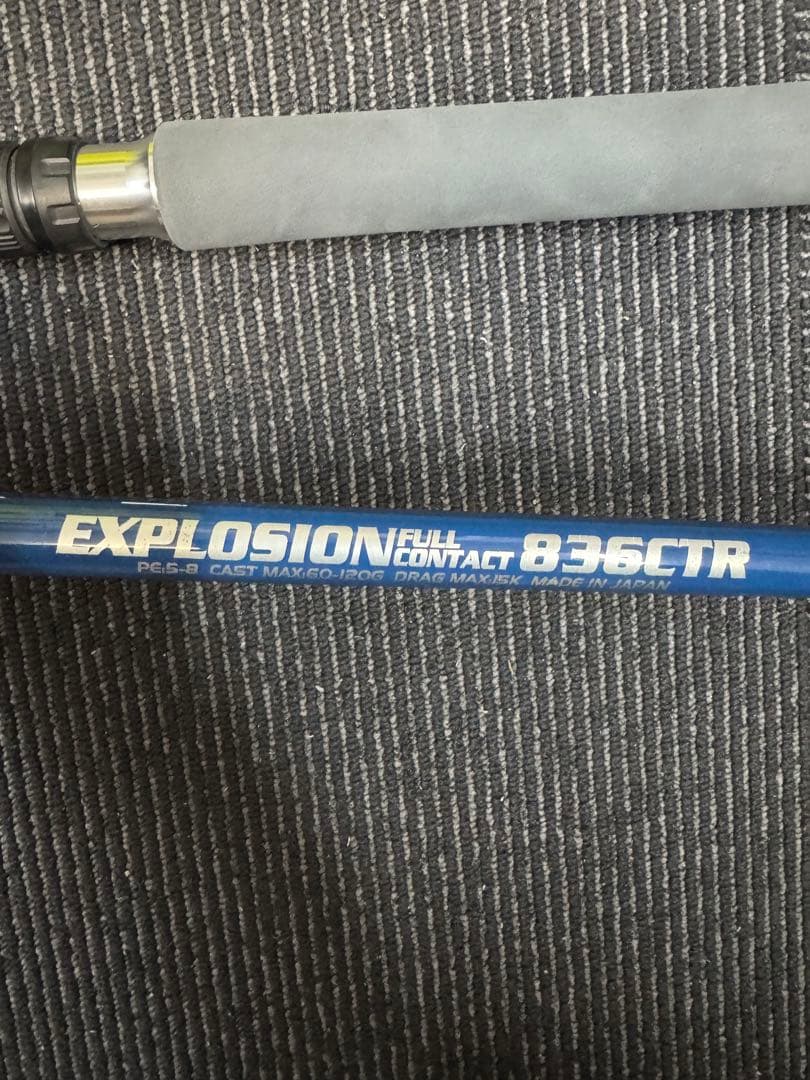 EXPLOSION FULL CONTACT 836CTR
PE:5-8 CAST MAX:60-120G DRAG MAX:15K MADE IN JAPAN